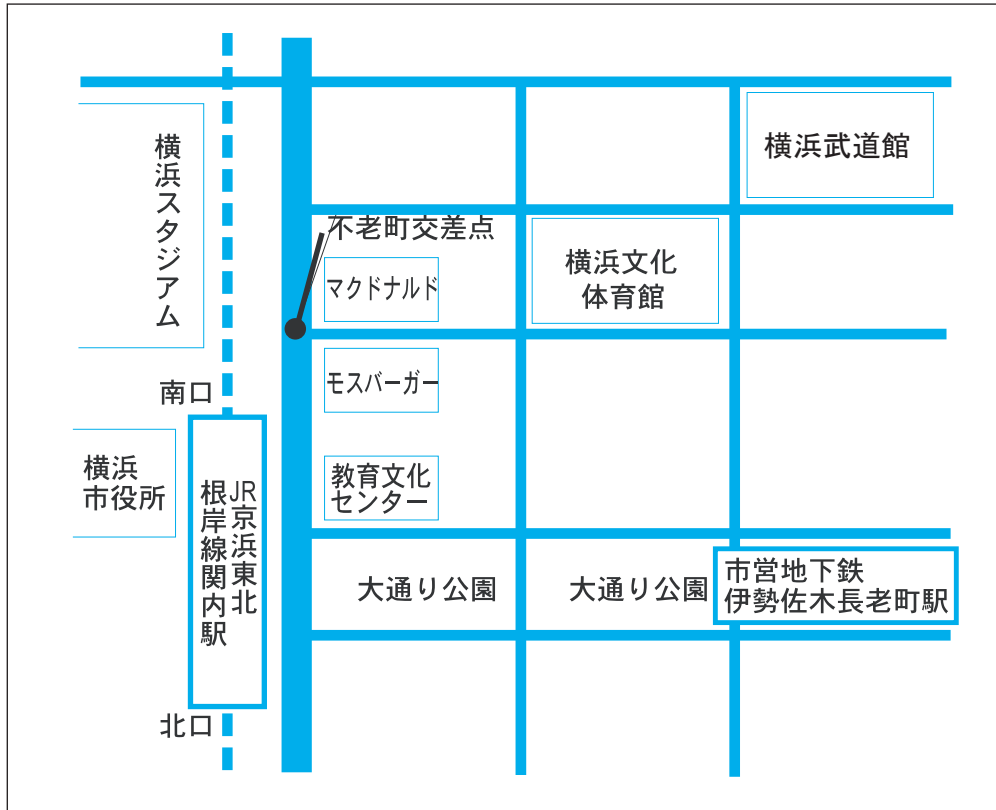 横浜武道館
横浜スタジアム
不老町交差点
マクドナルド
横浜文化
体育館
モスバーガー
南口
横浜
市役所
教育文化
センター
JR京浜東北
根岸線関内駅
大通り公園
大通り公園
市営地下鉄
伊勢佐木長老町駅
北口